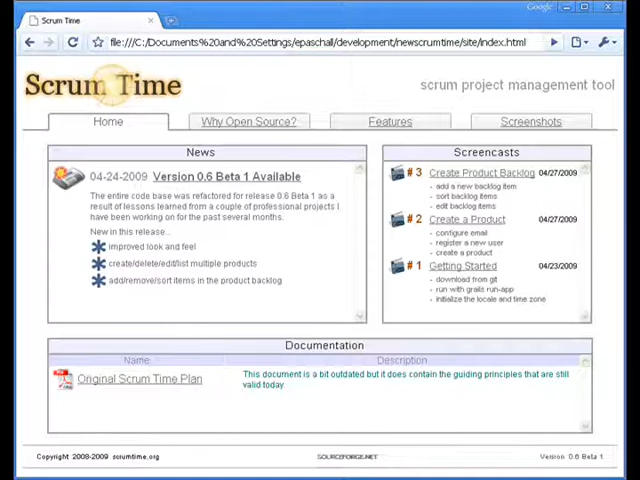 Google
Scrum Time
file:///C:/Documents%20and%20Settings/epaschall/development/newscrumtime/site/index.html
Scrum Time
scrum project management tool
Home
Why Open Source?
Features
Screenshots
News
04-24-2009 Version 0.6 Beta 1 Available
The entire code base was refactored for release 0.6 Beta 1 as a
result of lessons learned from a couple of professional projects I
have been working on for the past several months.
New in this release...
improved look and feel
create/delete/edit/list multiple products
add/remove/sort items in the product backlog
Screencasts
# 3 Create Product Backlog 04/27/2009
- add a new backlog item
- sort backlog items
- edit backlog items
# 2 Create a Product 04/27/2009
- configure email
- register a new user
- create a product
# 1 Getting Started 04/23/2009
- download from git
- run with grails run-app
- initialize the locale and time zone
Documentation
Name Description
Original Scrum Time Plan
This document is a bit outdated but it does contain the guiding principles that are still
valid today
Copyright 2008-2009 scrumtime.org
SOURCEFORGE.NET
Version 0.6 Beta 1